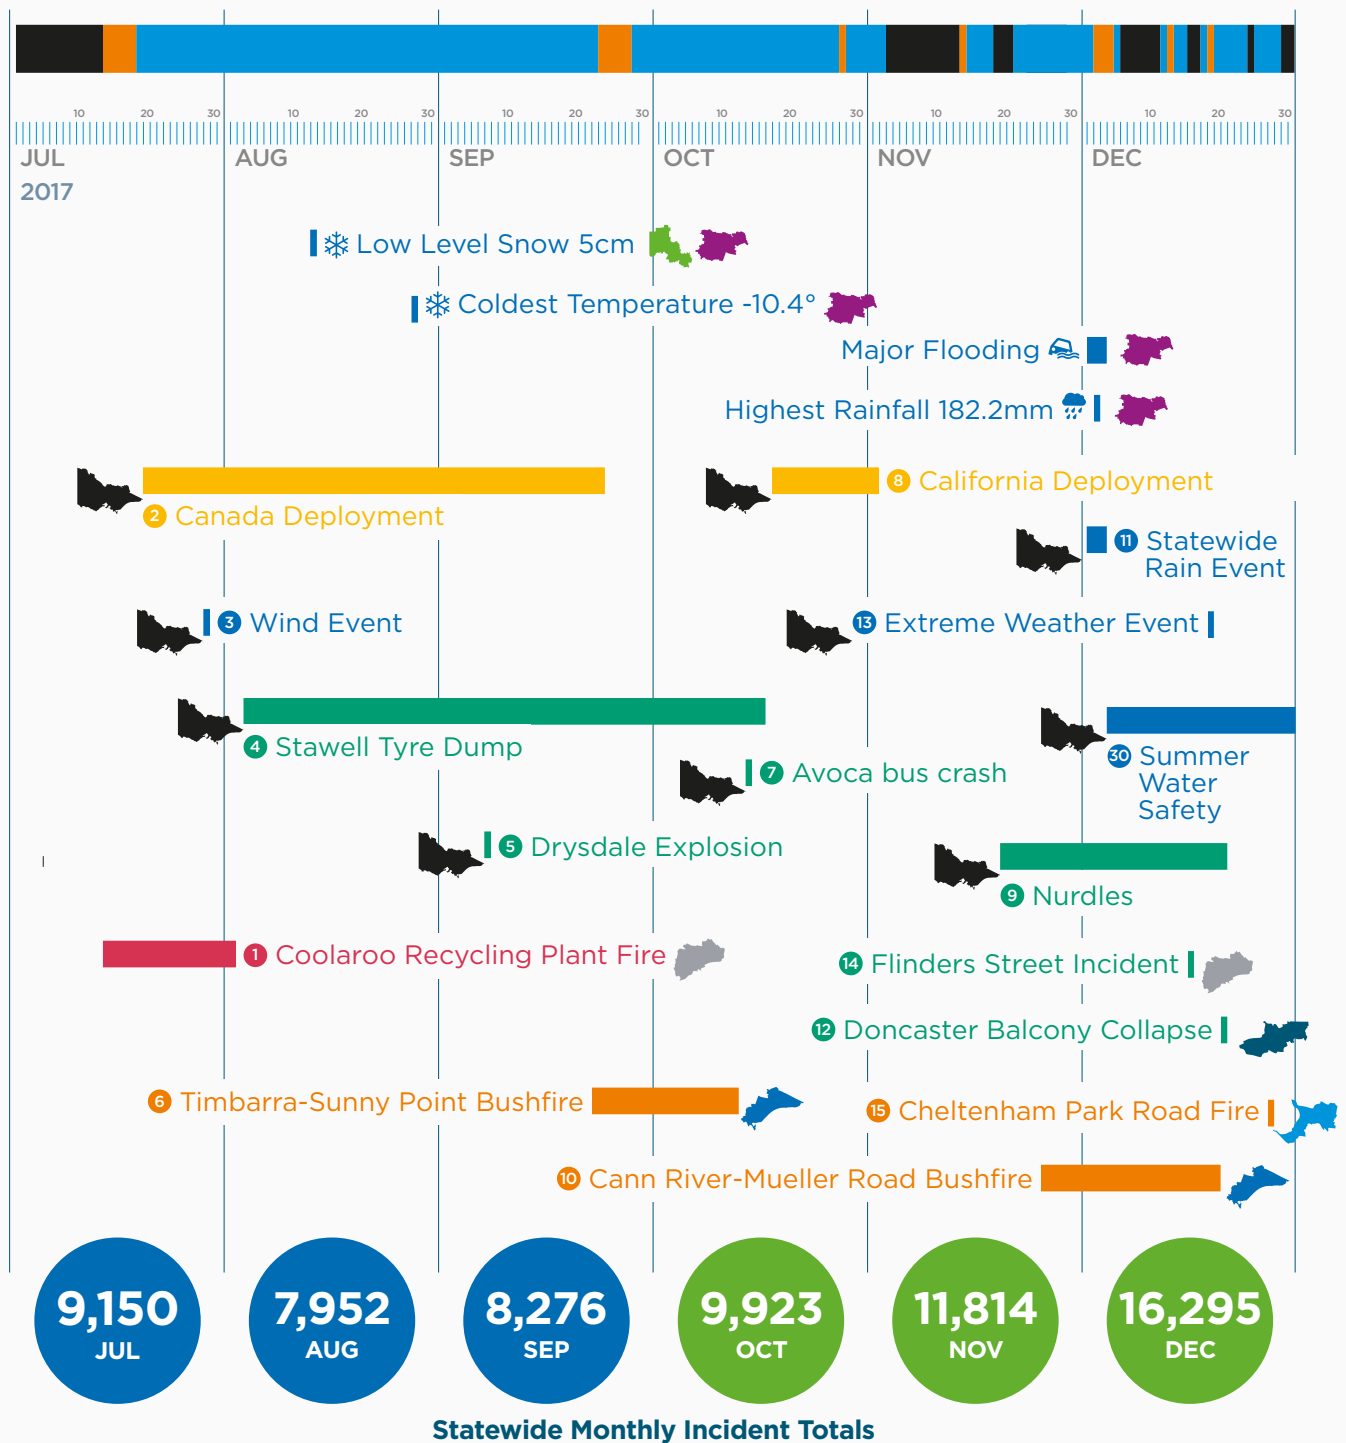 10 20 30 10 20 30 10 20 30 10 20 30 10 20 30 10 20 30
JUL AUG SEP OCT NOV DEC
2017
Low Level Snow 5cm
Coldest Temperature -10.4°
Major Flooding
Highest Rainfall 182.2mm
2 Canada Deployment
8 California Deployment
11 Statewide
Rain Event
3 Wind Event
13 Extreme Weather Event
4 Stawell Tyre Dump
30 Summer
Water
Safety
7 Avoca bus crash
5 Drysdale Explosion
9 Nurdles
1 Coolaroo Recycling Plant Fire
14 Flinders Street Incident
12 Doncaster Balcony Collapse
6 Timbarra-Sunny Point Bushfire
15 Cheltenham Park Road Fire
10 Cann River-Mueller Road Bushfire
9,150 7,952 8,276 9,923 11,814 16,295
JUL AUG SEP OCT NOV DEC
Statewide Monthly Incident Totals